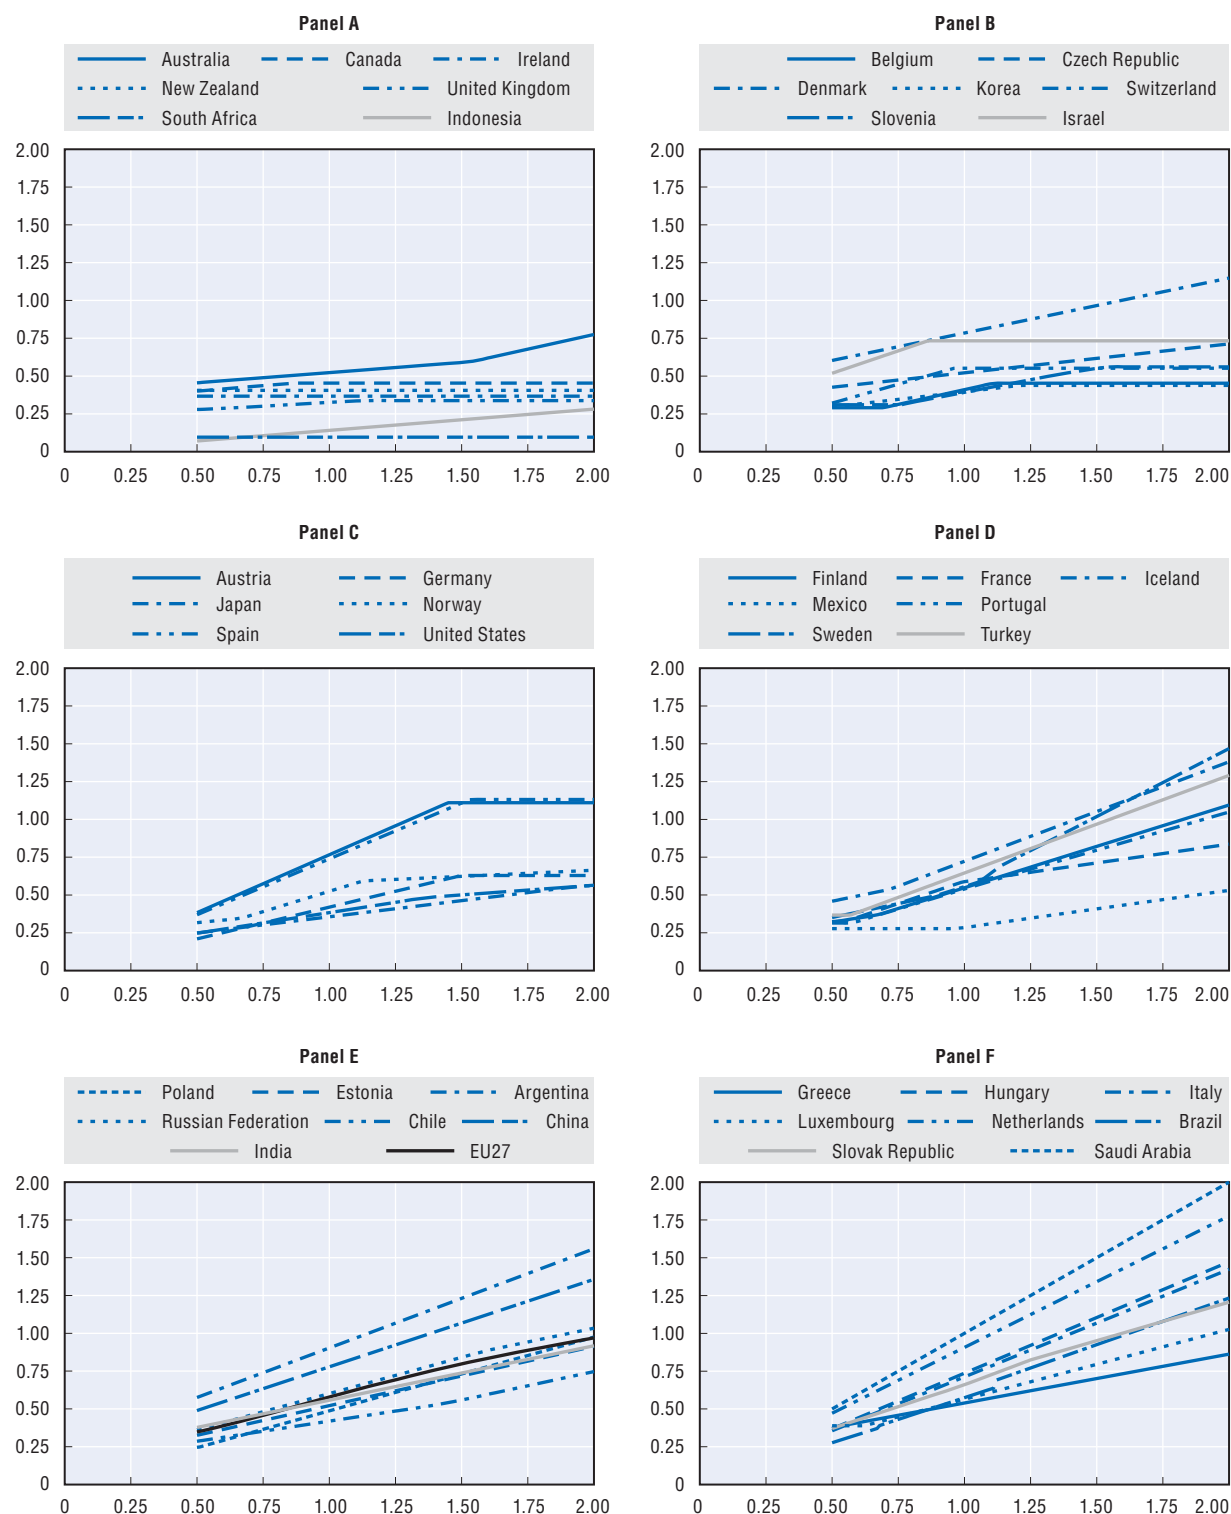 Panel A
Australia Canada Ireland
New Zealand United Kingdom
South Africa Indonesia
2.00
1.75
1.50
1.25
1.00
0.75
0.50
0.25
0
0 0.25 0.50 0.75 1.00 1.25 1.50 1.75 2.00
Panel B
Belgium Czech Republic
Denmark Korea Switzerland
Slovenia Israel
2.00
1.75
1.50
1.25
1.00
0.75
0.50
0.25
0
0 0.25 0.50 0.75 1.00 1.25 1.50 1.75 2.00
Panel C
Austria Germany
Japan Norway
Spain United States
2.00
1.75
1.50
1.25
1.00
0.75
0.50
0.25
0
0 0.25 0.50 0.75 1.00 1.25 1.50 1.75 2.00
Panel D
Finland France Iceland
Mexico Portugal
Sweden Turkey
2.00
1.75
1.50
1.25
1.00
0.75
0.50
0.25
0
0 0.25 0.50 0.75 1.00 1.25 1.50 1.75 2.00
Panel E
Poland Estonia Argentina
Russian Federation Chile China
India EU27
2.00
1.75
1.50
1.25
1.00
0.75
0.50
0.25
0
0 0.25 0.50 0.75 1.00 1.25 1.50 1.75 2.00
Panel F
Greece Hungary Italy
Luxembourg Netherlands Brazil
Slovak Republic Saudi Arabia
2.00
1.75
1.50
1.25
1.00
0.75
0.50
0.25
0
0 0.25 0.50 0.75 1.00 1.25 1.50 1.75 2.00